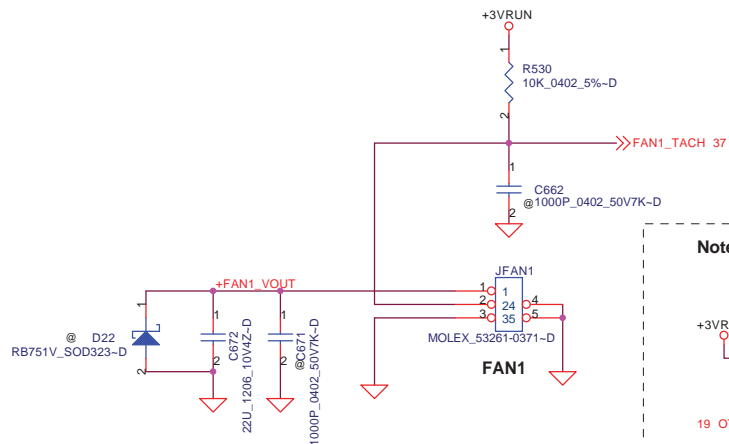 +3VRUN
1
R530
10K_0402_5%~D
2
FAN1_TACH 37
1
C662
@1000P_0402_50V7K~D
2
Note
JFAN1
+FAN1_VOUT
1 1
2 24 4
3 35 5
MOLEX_53261-0371~D
FAN1
1
@ D22
RB751V_SOD323~D
2
1
C672
22U_1206_10V4Z~D
2
1
@C671
1000P_0402_50V7K~D
2
+3VR
19 OT